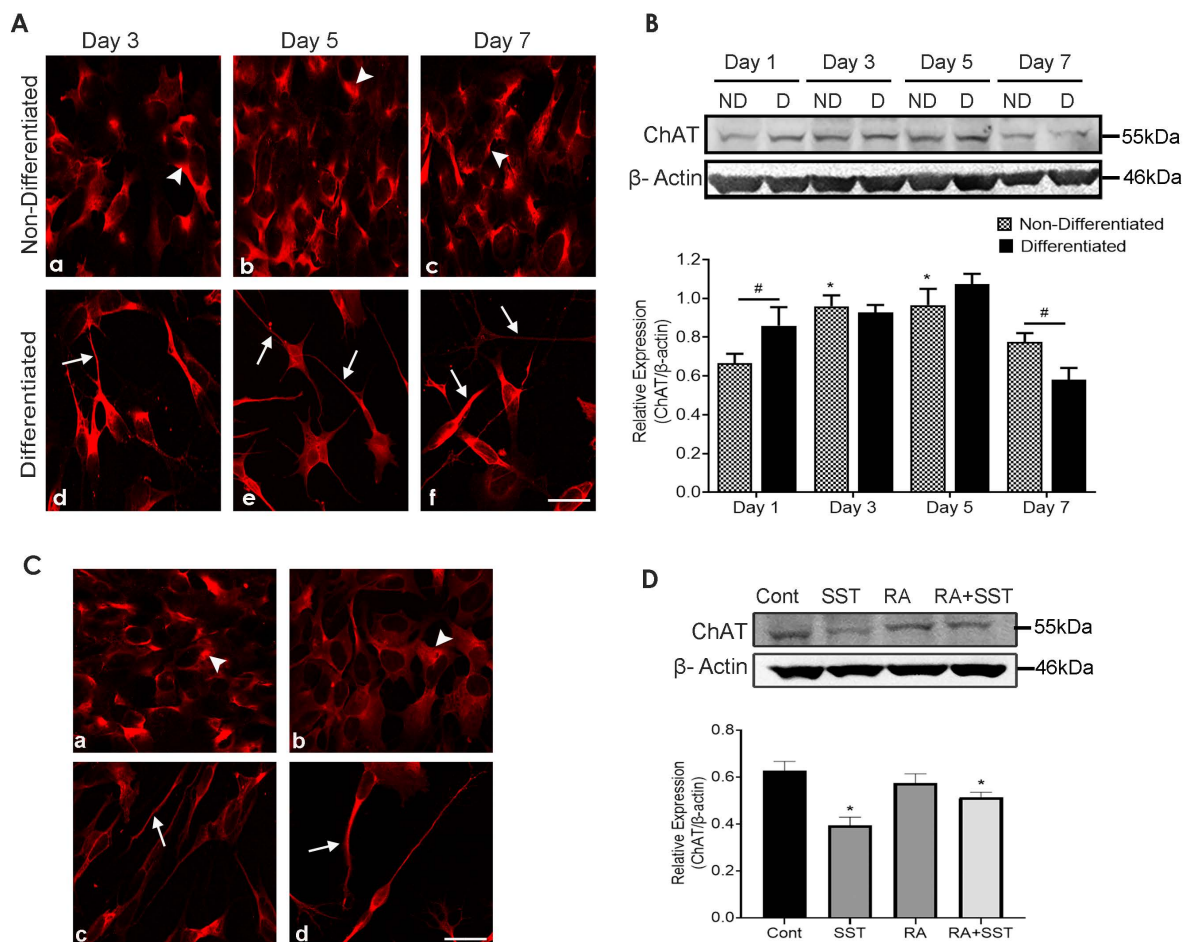 A
Day 3 Day 5 Day 7
Non-Differentiated
a b c
Differentiated
d e f
B
Day 1 Day 3 Day 5 Day 7
ND D ND D ND D ND D
ChAT 55kDa
β- Actin 46kDa
Non-Differentiated
Differentiated
Relative Expression
(ChAT/β-actin)
1.2
1.0
0.8
0.6
0.4
0.2
0.0
# * * #
Day 1 Day 3 Day 5 Day 7
C
a b
c d
D
Cont SST RA RA+SST
ChAT 55kDa
β- Actin 46kDa
Relative Expression
(ChAT/β-actin)
0.8
0.6
0.4
0.2
0.0
* *
Cont SST RA RA+SST